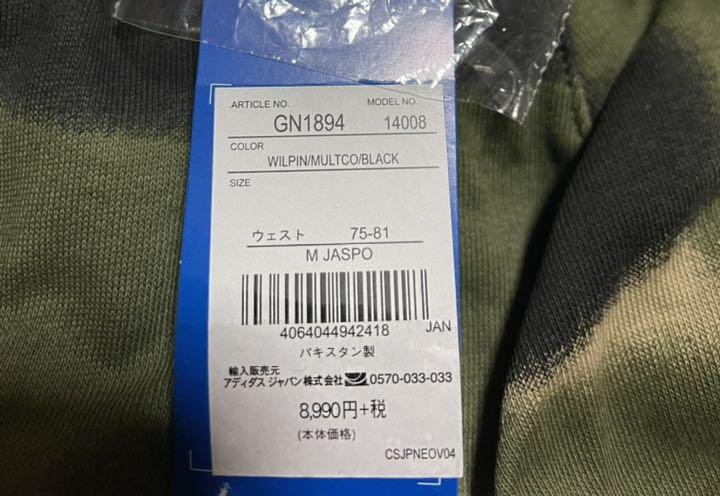 ARTICLE NO. MODEL NO.
GN1894 14008
COLOR
WILPIN/MULTCO/BLACK
SIZE
ウェスト 75-81
M JASPO
4064044942418 JAN
パキスタン製
輸入販売元
アディダス ジャパン株式会社 0570-033-033
8,990円+税
(本体価格)
CSJPNEOV04